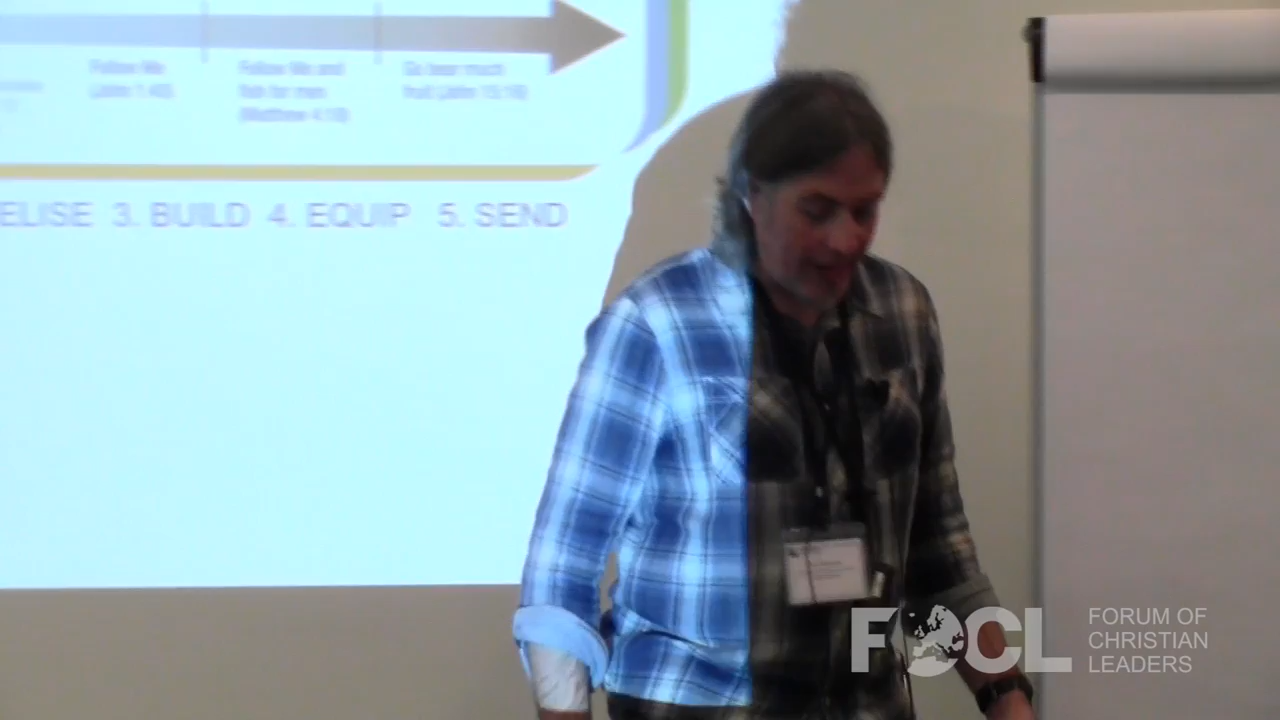 Follow Me
(John 1:43)
Follow Me and
fish for men
(Matthew 4:19)
Go bear much
fruit (John 15:16)
ELISE 3. BUILD 4. EQUIP 5. SEND
FOCL
FORUM OF
CHRISTIAN
LEADERS